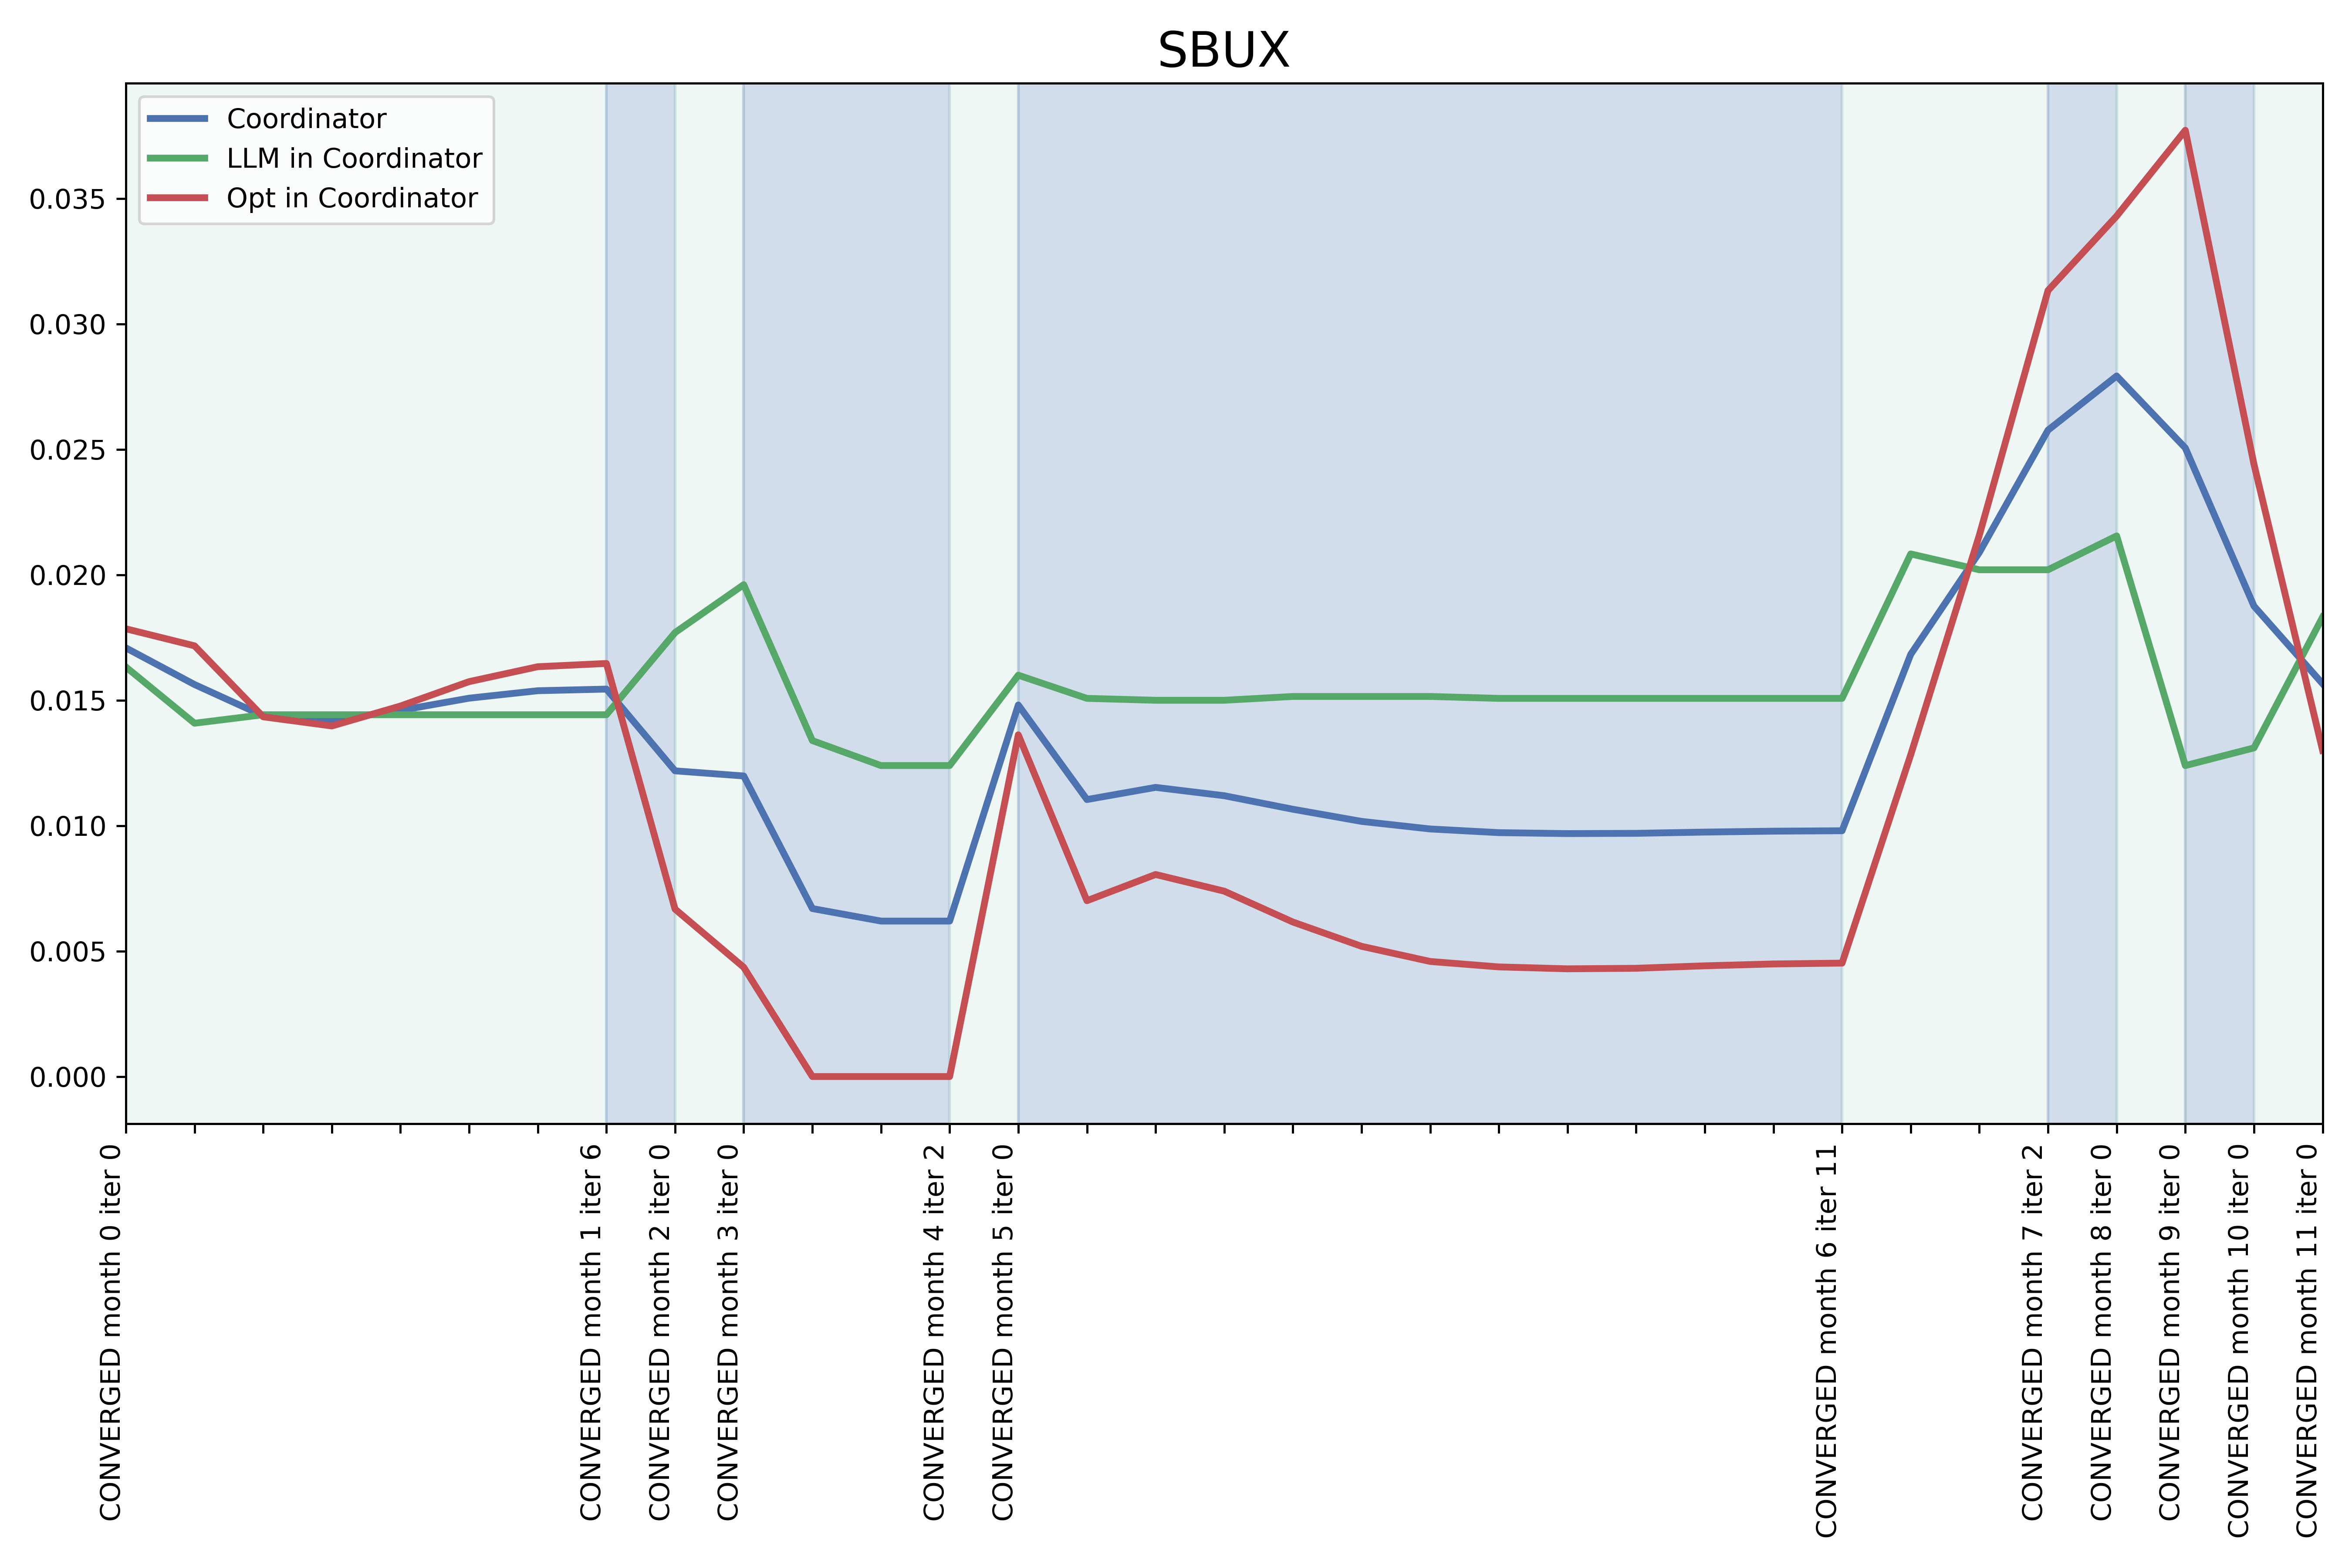 SBUX
Coordinator
LLM in Coordinator
Opt in Coordinator
0.035
0.030
0.025
0.020
0.015
0.010
0.005
0.000
CONVERGED month 0 iter 0
CONVERGED month 1 iter 6
CONVERGED month 2 iter 0
CONVERGED month 3 iter 0
CONVERGED month 4 iter 2
CONVERGED month 5 iter 0
CONVERGED month 6 iter 11
CONVERGED month 7 iter 2
CONVERGED month 8 iter 0
CONVERGED month 9 iter 0
CONVERGED month 10 iter 0
CONVERGED month 11 iter 0